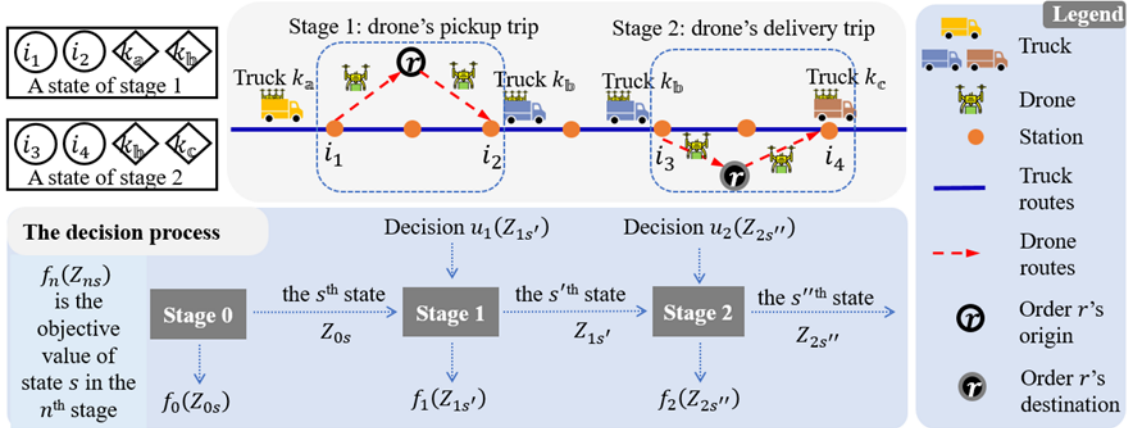 i₁ i₂ k𝕒 k𝕓
A state of stage 1
i₃ i₄ k𝕓 k𝕔
A state of stage 2
Stage 1: drone's pickup trip
r
Truck k𝕒
Truck k𝕓
i₁
i₂
Stage 2: drone's delivery trip
Truck k𝕓
Truck k𝕔
i₃
i₄
r
The decision process
fₙ(Zₙₛ)
is the
objective
value of
state s in the
nᵗʰ stage
Stage 0
f₀(Z₀ₛ)
the sᵗʰ state
Z₀ₛ
Decision u₁(Z₁ₛ′)
Stage 1
f₁(Z₁ₛ′)
the s′ᵗʰ state
Z₁ₛ′
Decision u₂(Z₂ₛ″)
Stage 2
f₂(Z₂ₛ″)
the s″ᵗʰ state
Z₂ₛ″
Legend
Truck
Drone
Station
Truck
routes
Drone
routes
r
Order r's
origin
r
Order r's
destination